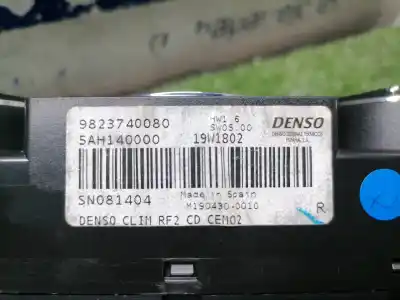 9823740080
HW1.6
SW05.00
DENSO
5AH140000
19W1802
SN081404
Made in Spain
M190430-0010
R
DENSO CLIM RF2 CD CEM02